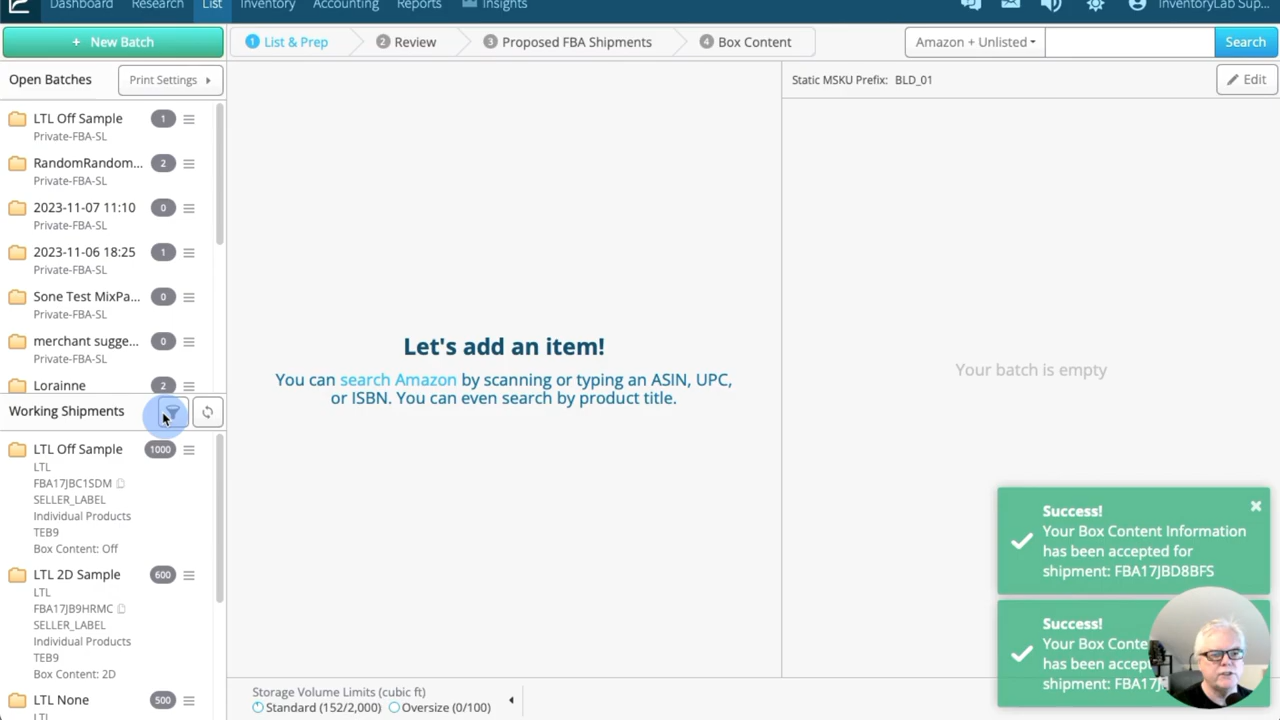 Dashboard
Research
List
Inventory
Accounting
Reports
Insights
InventoryLab Sup...
+ New Batch
1 List & Prep
2 Review
3 Proposed FBA Shipments
4 Box Content
Amazon + Unlisted
Search
Open Batches
Print Settings
Static MSKU Prefix: BLD_01
Edit
LTL Off Sample 1
Private-FBA-SL
RandomRandom... 2
Private-FBA-SL
2023-11-07 11:10 0
Private-FBA-SL
2023-11-06 18:25 1
Private-FBA-SL
Sone Test MixPa... 0
Private-FBA-SL
merchant sugge... 0
Private-FBA-SL
Lorainne 2
Working Shipments
LTL Off Sample 1000
LTL
FBA17JBC1SDM
SELLER_LABEL
Individual Products
TEB9
Box Content: Off
LTL 2D Sample 600
LTL
FBA17JB9HRMC
SELLER_LABEL
Individual Products
TEB9
Box Content: 2D
LTL None 500
LTL
Let's add an item!
You can search Amazon by scanning or typing an ASIN, UPC,
or ISBN. You can even search by product title.
Your batch is empty
Success!
Your Box Content Information
has been accepted for
shipment: FBA17JBD8BFS
Success!
Your Box Conte
has been
shipment:
Storage Volume Limits (cubic ft)
Standard (152/2,000) Oversize (0/100)